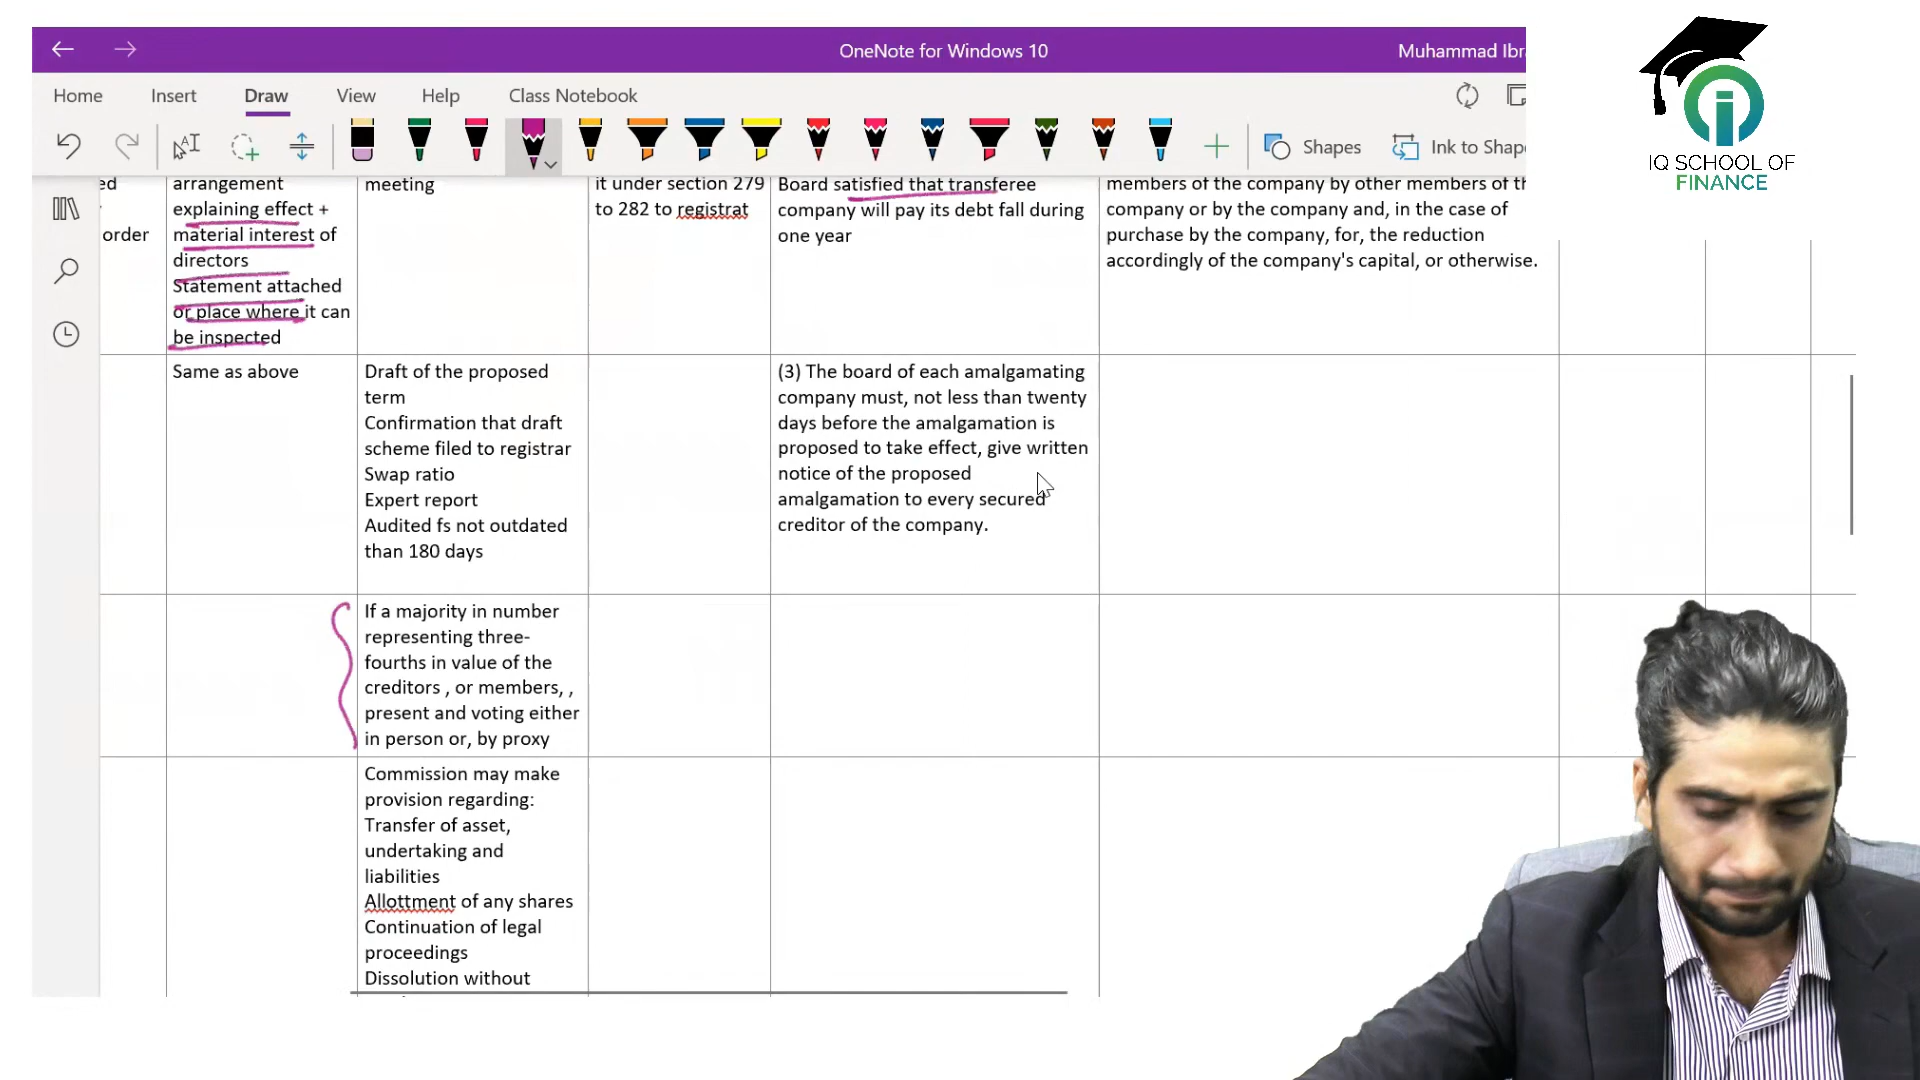 OneNote for Windows 10
Muhammad Ibr
Home
Insert
Draw
View
Help
Class Notebook
Shapes
Ink to Shap
IQ SCHOOL OF
FINANCE
ed
order
arrangement
explaining effect +
material interest of
directors
Statement attached
or place where it can
be inspected
meeting
it under section 279
to 282 to registrat
Board satisfied that transferee
company will pay its debt fall during
one year
members of the company by other members of th
company or by the company and, in the case of
purchase by the company, for, the reduction
accordingly of the company's capital, or otherwise.
Same as above
Draft of the proposed
term
Confirmation that draft
scheme filed to registrar
Swap ratio
Expert report
Audited fs not outdated
than 180 days
(3) The board of each amalgamating
company must, not less than twenty
days before the amalgamation is
proposed to take effect, give written
notice of the proposed
amalgamation to every secured
creditor of the company.
If a majority in number
representing three-
fourths in value of the
creditors , or members, ,
present and voting either
in person or, by proxy
Commission may make
provision regarding:
Transfer of asset,
undertaking and
liabilities
Allottment of any shares
Continuation of legal
proceedings
Dissolution without